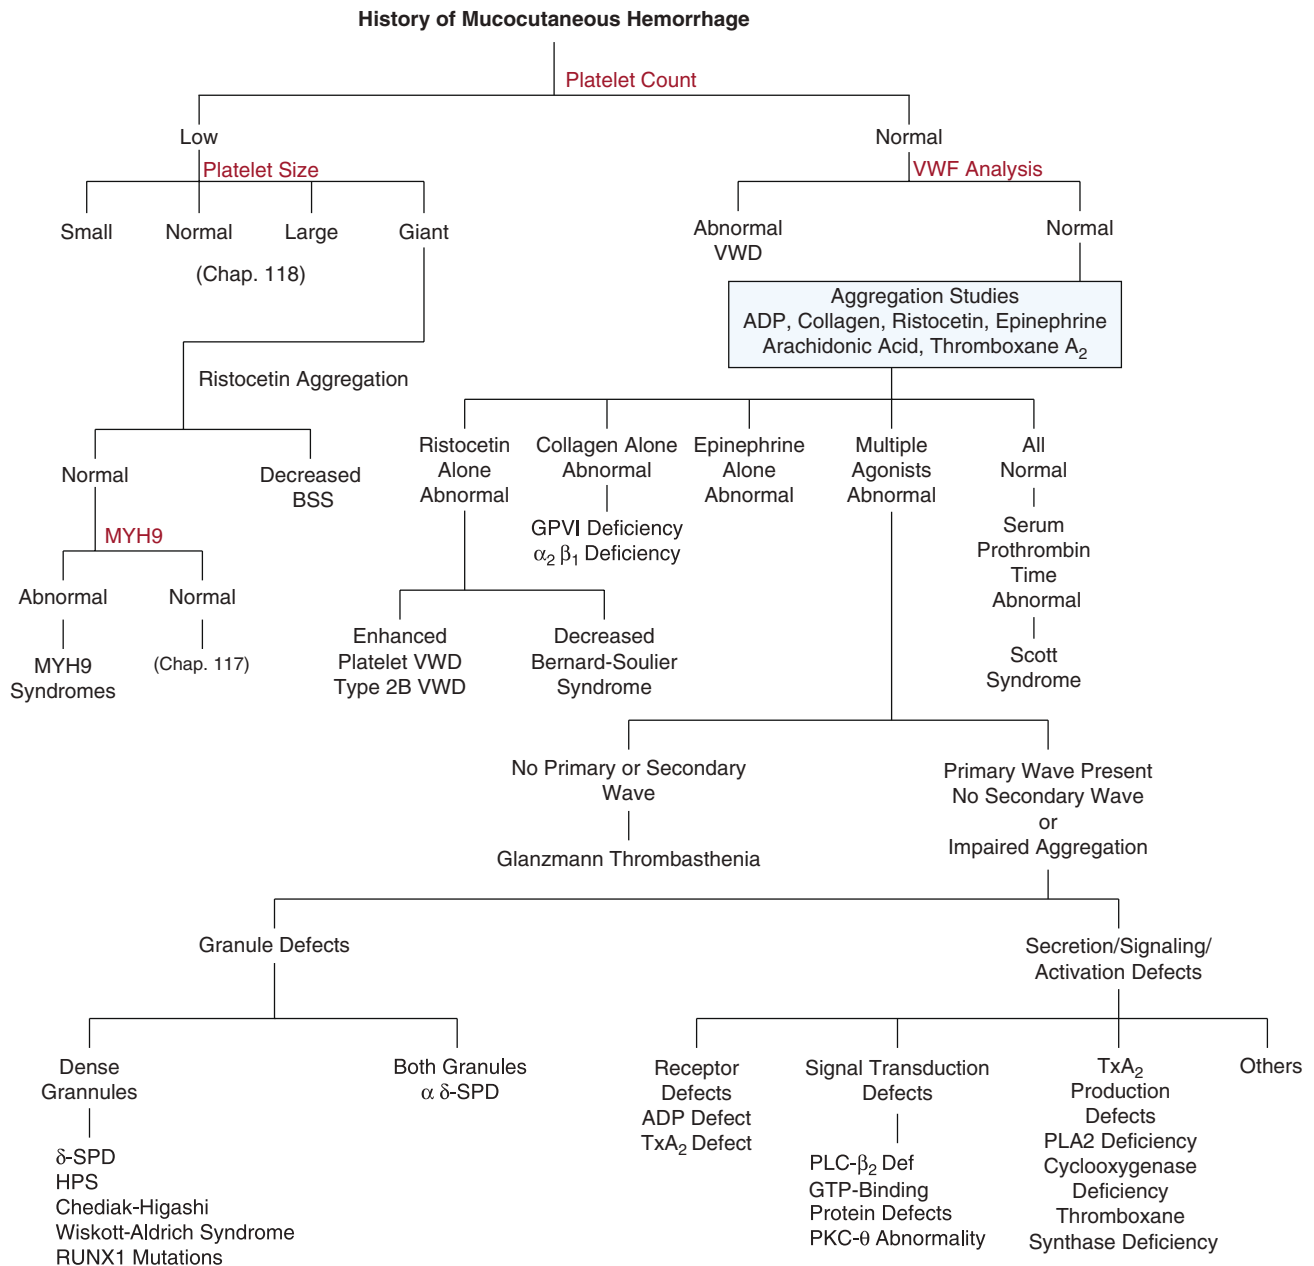 History of Mucocutaneous Hemorrhage
Platelet Count
Low
Normal
Platelet Size
VWF Analysis
Small
Normal
Large
Giant
(Chap. 118)
Abnormal
VWD
Normal
Aggregation Studies
ADP, Collagen, Ristocetin, Epinephrine
Arachidonic Acid, Thromboxane A₂
Ristocetin Aggregation
Normal
Decreased
BSS
MYH9
Abnormal
Normal
MYH9
Syndromes
(Chap. 117)
Ristocetin
Alone
Abnormal
Collagen Alone
Abnormal
Epinephrine
Alone
Abnormal
Multiple
Agonists
Abnormal
All
Normal
GPVI Deficiency
α₂ β₁ Deficiency
Serum
Prothrombin
Time
Abnormal
Scott
Syndrome
Enhanced
Platelet VWD
Type 2B VWD
Decreased
Bernard-Soulier
Syndrome
No Primary or Secondary
Wave
Glanzmann Thrombasthenia
Primary Wave Present
No Secondary Wave
or
Impaired Aggregation
Granule Defects
Secretion/Signaling/
Activation Defects
Dense
Grannules
δ-SPD
HPS
Chediak-Higashi
Wiskott-Aldrich Syndrome
RUNX1 Mutations
Both Granules
α δ-SPD
Receptor
Defects
ADP Defect
TxA₂ Defect
Signal Transduction
Defects
PLC-β₂ Def
GTP-Binding
Protein Defects
PKC-θ Abnormality
TxA₂
Production
Defects
PLA2 Deficiency
Cyclooxygenase
Deficiency
Thromboxane
Synthase Deficiency
Others